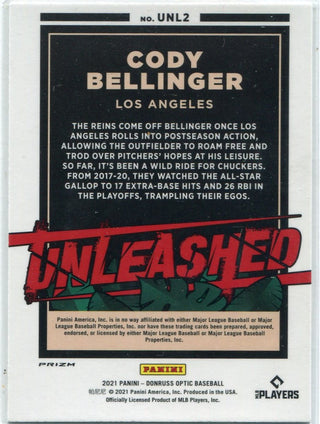 NO. UNL2
CODY
BELLINGER
LOS ANGELES
THE REINS COME OFF BELLINGER ONCE LOS
ANGELES ROLLS INTO POSTSEASON ACTION,
ALLOWING THE OUTFIELDER TO ROAM FREE AND
TROD OVER PITCHERS' HOPES AT HIS LEISURE.
SO FAR, IT'S BEEN A WILD RIDE FOR CHUCKERS.
FROM 2017-20, THEY WATCHED THE ALL-STAR
GALLOP TO 17 EXTRA-BASE HITS AND 26 RBI IN
THE PLAYOFFS, TRAMPLING THEIR EGOS.
UNLEASHED
Panini America, Inc. is in no way affiliated with either Major League Baseball or Major
League Baseball Properties, Inc. nor have these trading cards been prepared, approved,
endorsed, or licensed by either Major League Baseball or Major League Baseball
Properties, Inc.
PRIZM
PANINI
2021 PANINI – DONRUSS OPTIC BASEBALL
帕尼尼 © 2021 Panini America, Inc. Produced in the USA.
Officially Licensed Product of MLB Players, Inc.
MLB PLAYERS